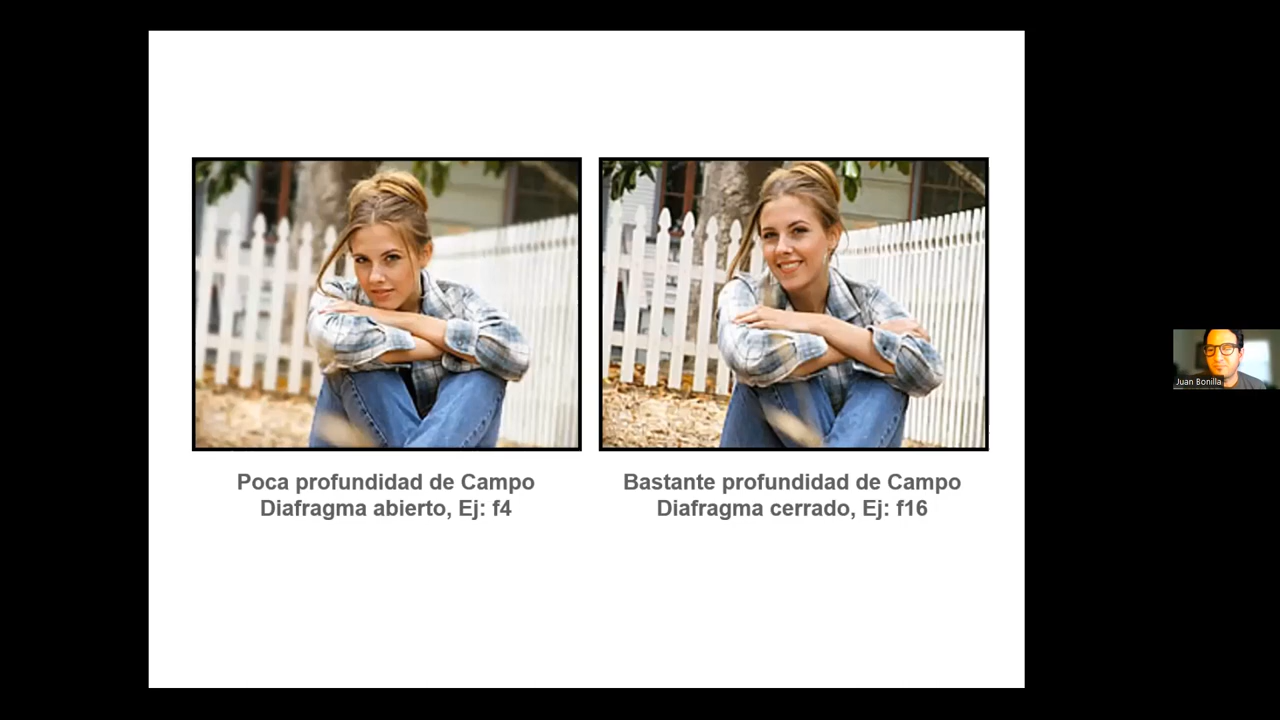 Poca profundidad de Campo
Diafragma abierto, Ej: f4
Bastante profundidad de Campo
Diafragma cerrado, Ej: f16
Juan Bonilla